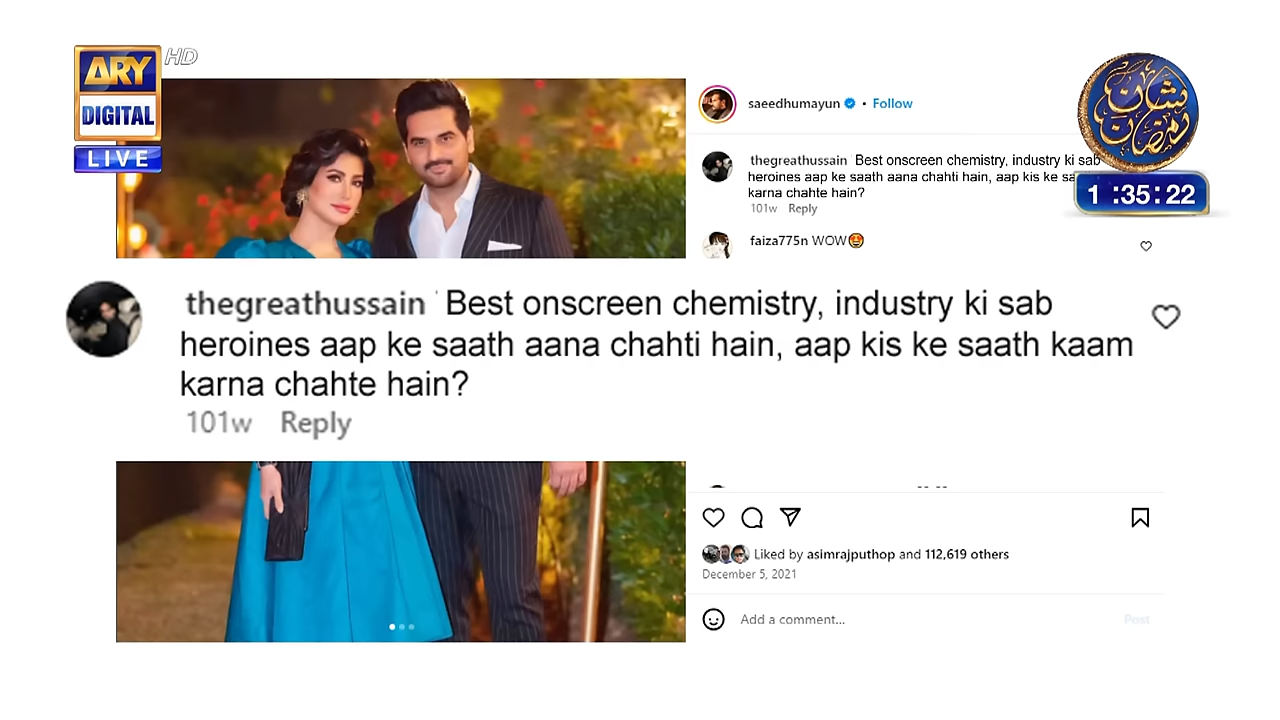 ARY
DIGITAL
LIVE
HD
saeedhumayun • Follow
thegreathussain Best onscreen chemistry, industry ki sab
heroines aap ke saath aana chahti hain, aap kis ke sa
karna chahte hain?
101w Reply
faiza775n WOW🤩
شان
رمضان
1:35:22
thegreathussain Best onscreen chemistry, industry ki sab
heroines aap ke saath aana chahti hain, aap kis ke saath kaam
karna chahte hain?
101w Reply
Liked by asimrajputhop and 112,619 others
December 5, 2021
Add a comment...
Post